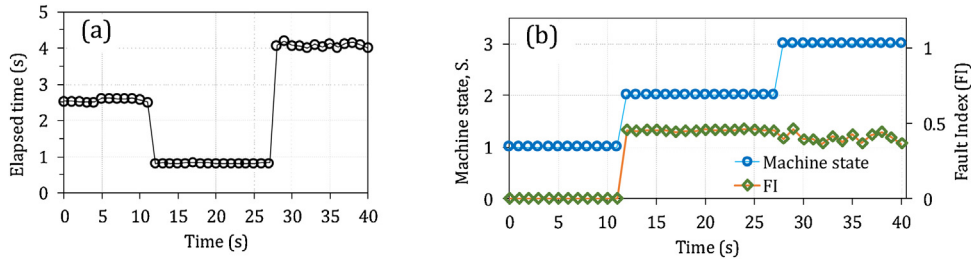 (a)
Elapsed time (s)
5
4
3
2
1
0
0 5 10 15 20 25 30 35 40
Time (s)
(b)
Machine state, S.
3
2
1
0
1
0.5
0
Fault Index (FI)
Machine state
FI
0 5 10 15 20 25 30 35 40
Time (s)